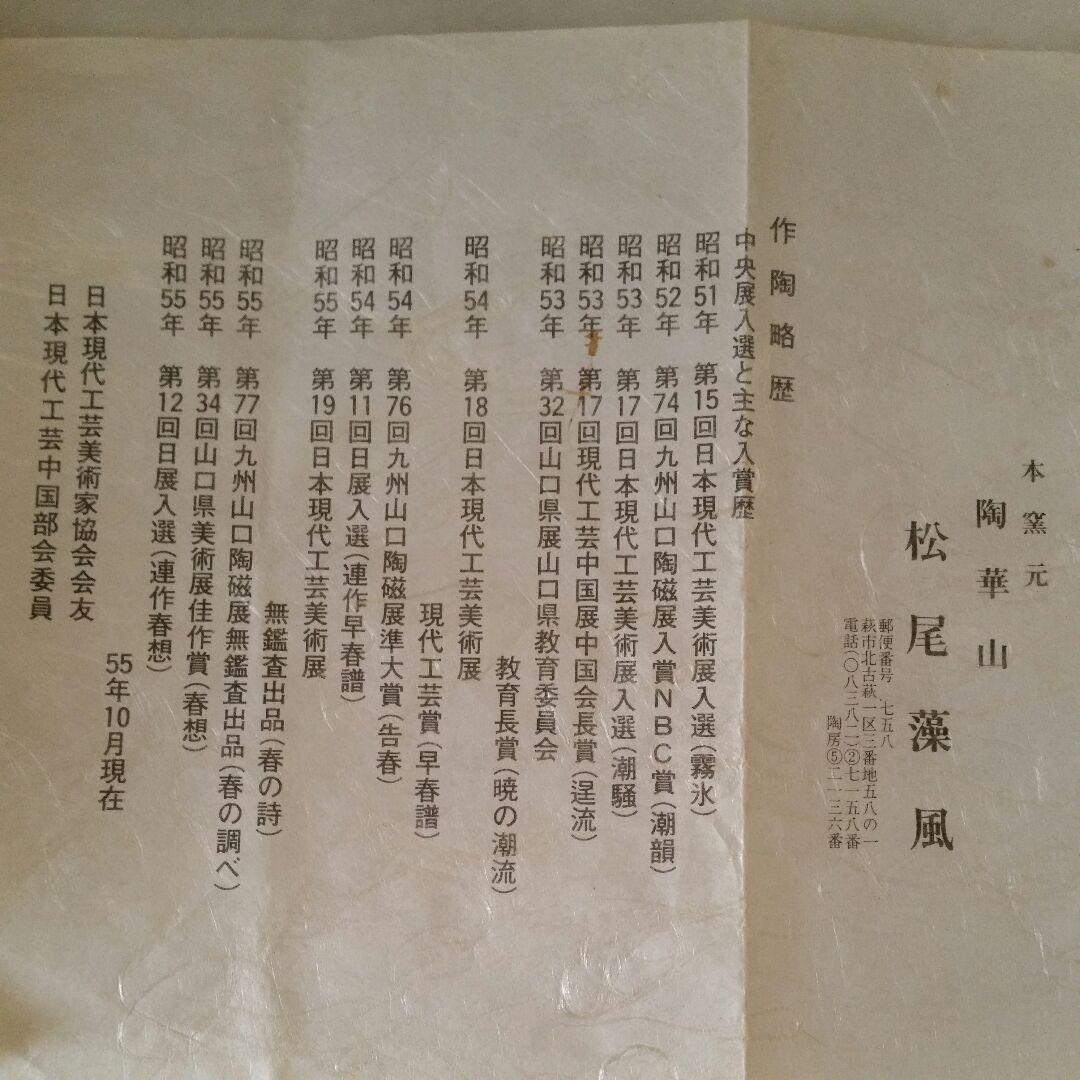 本窯元
陶華山
松尾藻風
郵便番号 七五八
萩市北古萩一区三番地五八の一
電話(〇八三八二)②七一五八番
陶房⑤二一三六番
作陶略歴
中央展入選と主な入賞歴
昭和51年 第15回日本現代工芸美術展入選(霧氷)
昭和52年 第74回九州山口陶磁展入賞NBC賞(潮韻)
昭和53年 第17回日本現代工芸美術展入選(潮騒)
昭和53年 第17回現代工芸中国展中国会長賞(逞流)
昭和53年 第32回山口県展山口県教育委員会
教育長賞(暁の潮流)
昭和54年 第18回日本現代工芸美術展
現代工芸賞(早春譜)
昭和54年 第76回九州山口陶磁展準大賞(告春)
昭和54年 第11回日展入選(連作早春譜)
昭和55年 第19回日本現代工芸美術展
無鑑査出品(春の詩)
昭和55年 第77回九州山口陶磁展無鑑査出品(春の調べ)
昭和55年 第34回山口県美術展佳作賞(春想)
昭和55年 第12回日展入選(連作春想)
55年10月現在
日本現代工芸美術家協会会友
日本現代工芸中国部会委員